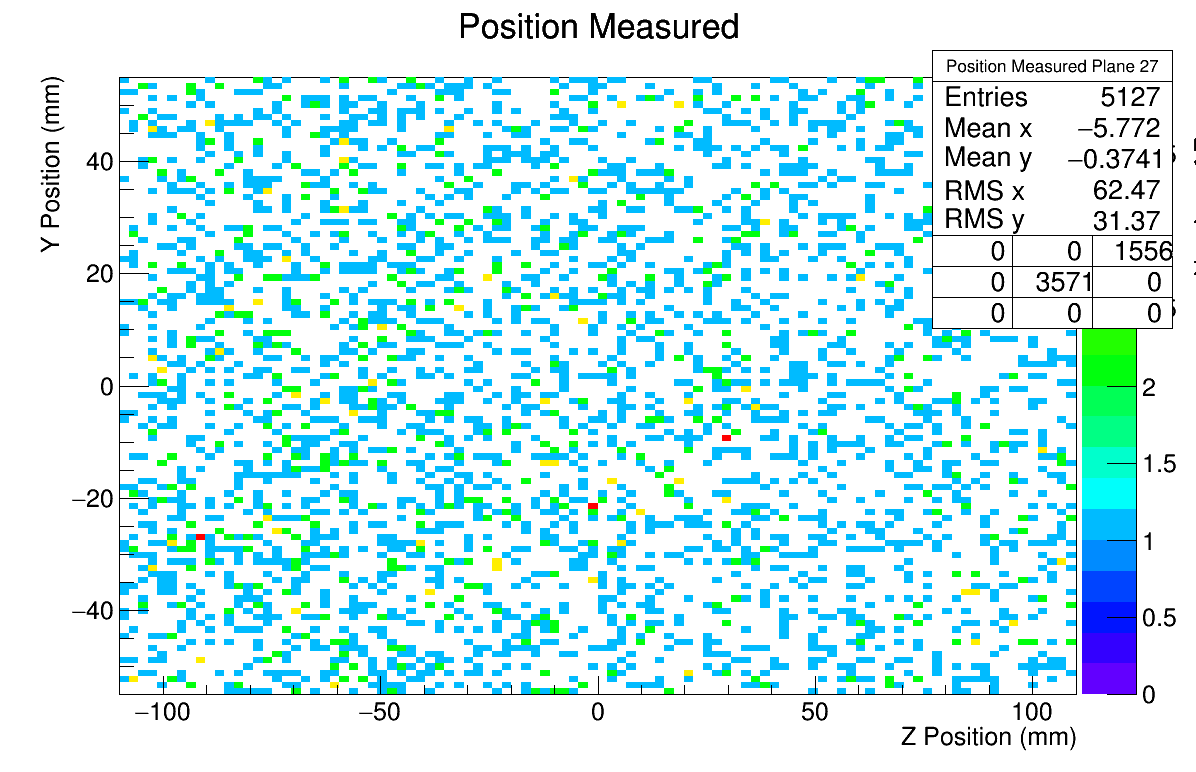 Position Measured
Position Measured Plane 27
Entries 5127
Mean x −5.772
Mean y −0.3741
RMS x 62.47
RMS y 31.37
0 0 1556
0 3571 0
0 0 0
Y Position (mm)
40
20
0
−20
−40
−100 −50 0 50 100
Z Position (mm)
2
1.5
1
0.5
0